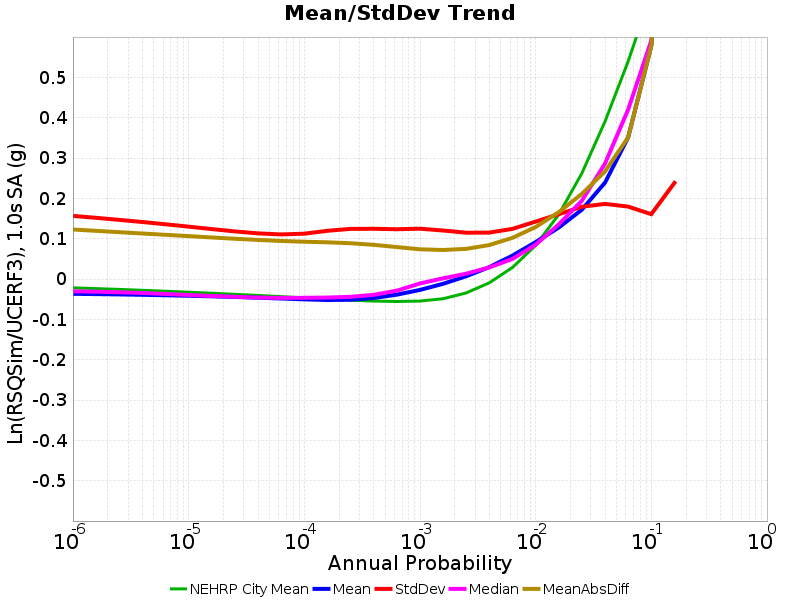 Mean/StdDev Trend
Ln(RSQSim/UCERF3), 1.0s SA (g)
0.5
0.4
0.3
0.2
0.1
0
-0.1
-0.2
-0.3
-0.4
-0.5
10^-6 10^-5 10^-4 10^-3 10^-2 10^-1 10^0
Annual Probability
NEHRP City Mean Mean StdDev Median MeanAbsDiff